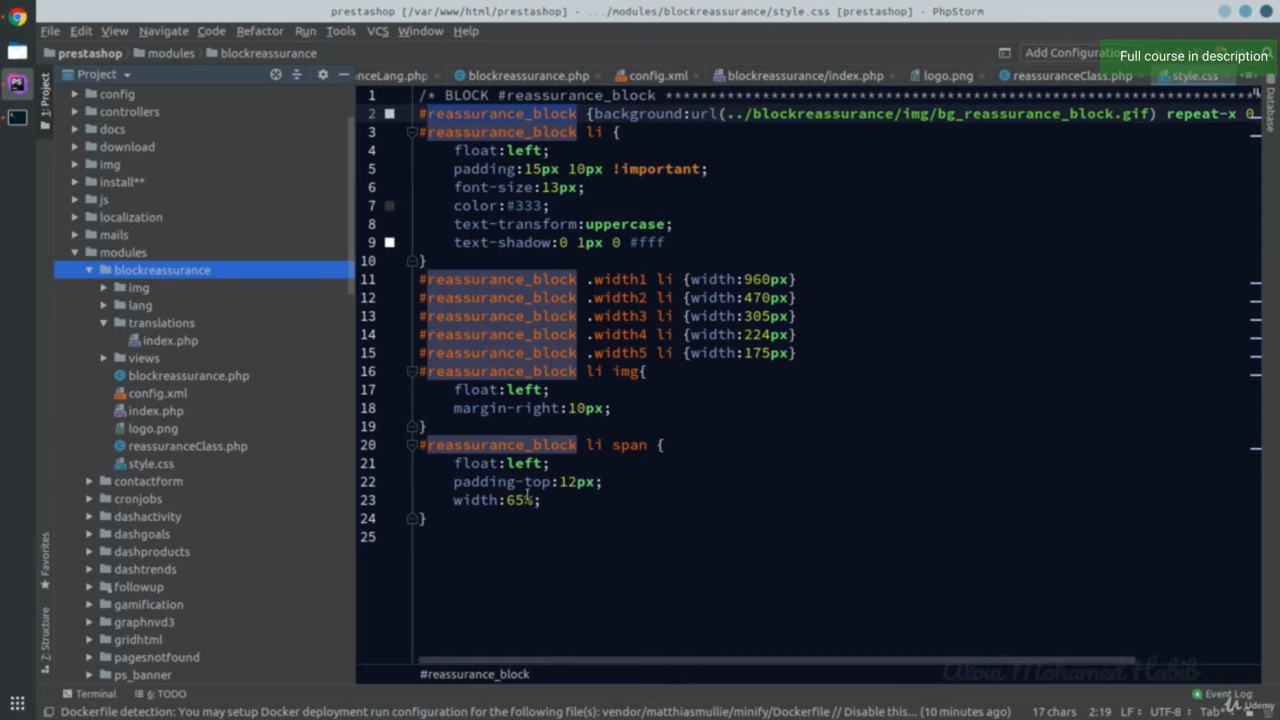 prestashop [/var/www/html/prestashop] - .../modules/blockreassurance/style.css [prestashop] - PhpStorm
File Edit View Navigate Code Refactor Run Tools VCS Window Help
prestashop modules blockreassurance Add Configuration
Full course in description
Project
anceLang.php blockreassurance.php config.xml blockreassurance/index.php logo.png reassuranceClass.php style.css
1: Project
Database
config
controllers
docs
download
img
install**
js
localization
mails
modules
blockreassurance
img
lang
translations
index.php
views
blockreassurance.php
config.xml
index.php
logo.png
reassuranceClass.php
style.css
contactform
cronjobs
dashactivity
dashgoals
dashproducts
dashtrends
followup
gamification
graphnvd3
gridhtml
pagesnotfound
ps_banner
Favorites
7: Structure
1 /* BLOCK #reassurance_block ****************************************************************
2 #reassurance_block {background:url(../blockreassurance/img/bg_reassurance_block.gif) repeat-x 0
3 #reassurance_block li {
4 float:left;
5 padding:15px 10px !important;
6 font-size:13px;
7 color:#333;
8 text-transform:uppercase;
9 text-shadow:0 1px 0 #fff
10 }
11 #reassurance_block .width1 li {width:960px}
12 #reassurance_block .width2 li {width:470px}
13 #reassurance_block .width3 li {width:305px}
14 #reassurance_block .width4 li {width:224px}
15 #reassurance_block .width5 li {width:175px}
16 #reassurance_block li img{
17 float:left;
18 margin-right:10px;
19 }
20 #reassurance_block li span {
21 float:left;
22 padding-top:12px;
23 width:65%;
24 }
25
#reassurance_block
Alow Mohamed Habib
Terminal 6: TODO Event Log
Dockerfile detection: You may setup Docker deployment run configuration for the following file(s): vendor/matthiasmullie/minify/Dockerfile // Disable this... (10 minutes ago) 17 chars 2:19 LF UTF-8 Tab
Udemy